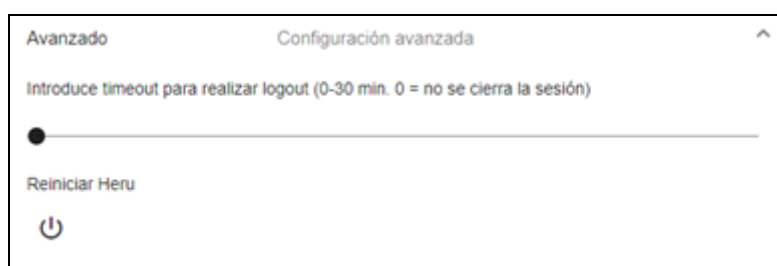 Avanzado Configuración avanzada
Introduce timeout para realizar logout (0-30 min. 0 = no se cierra la sesión)
Reiniciar Heru